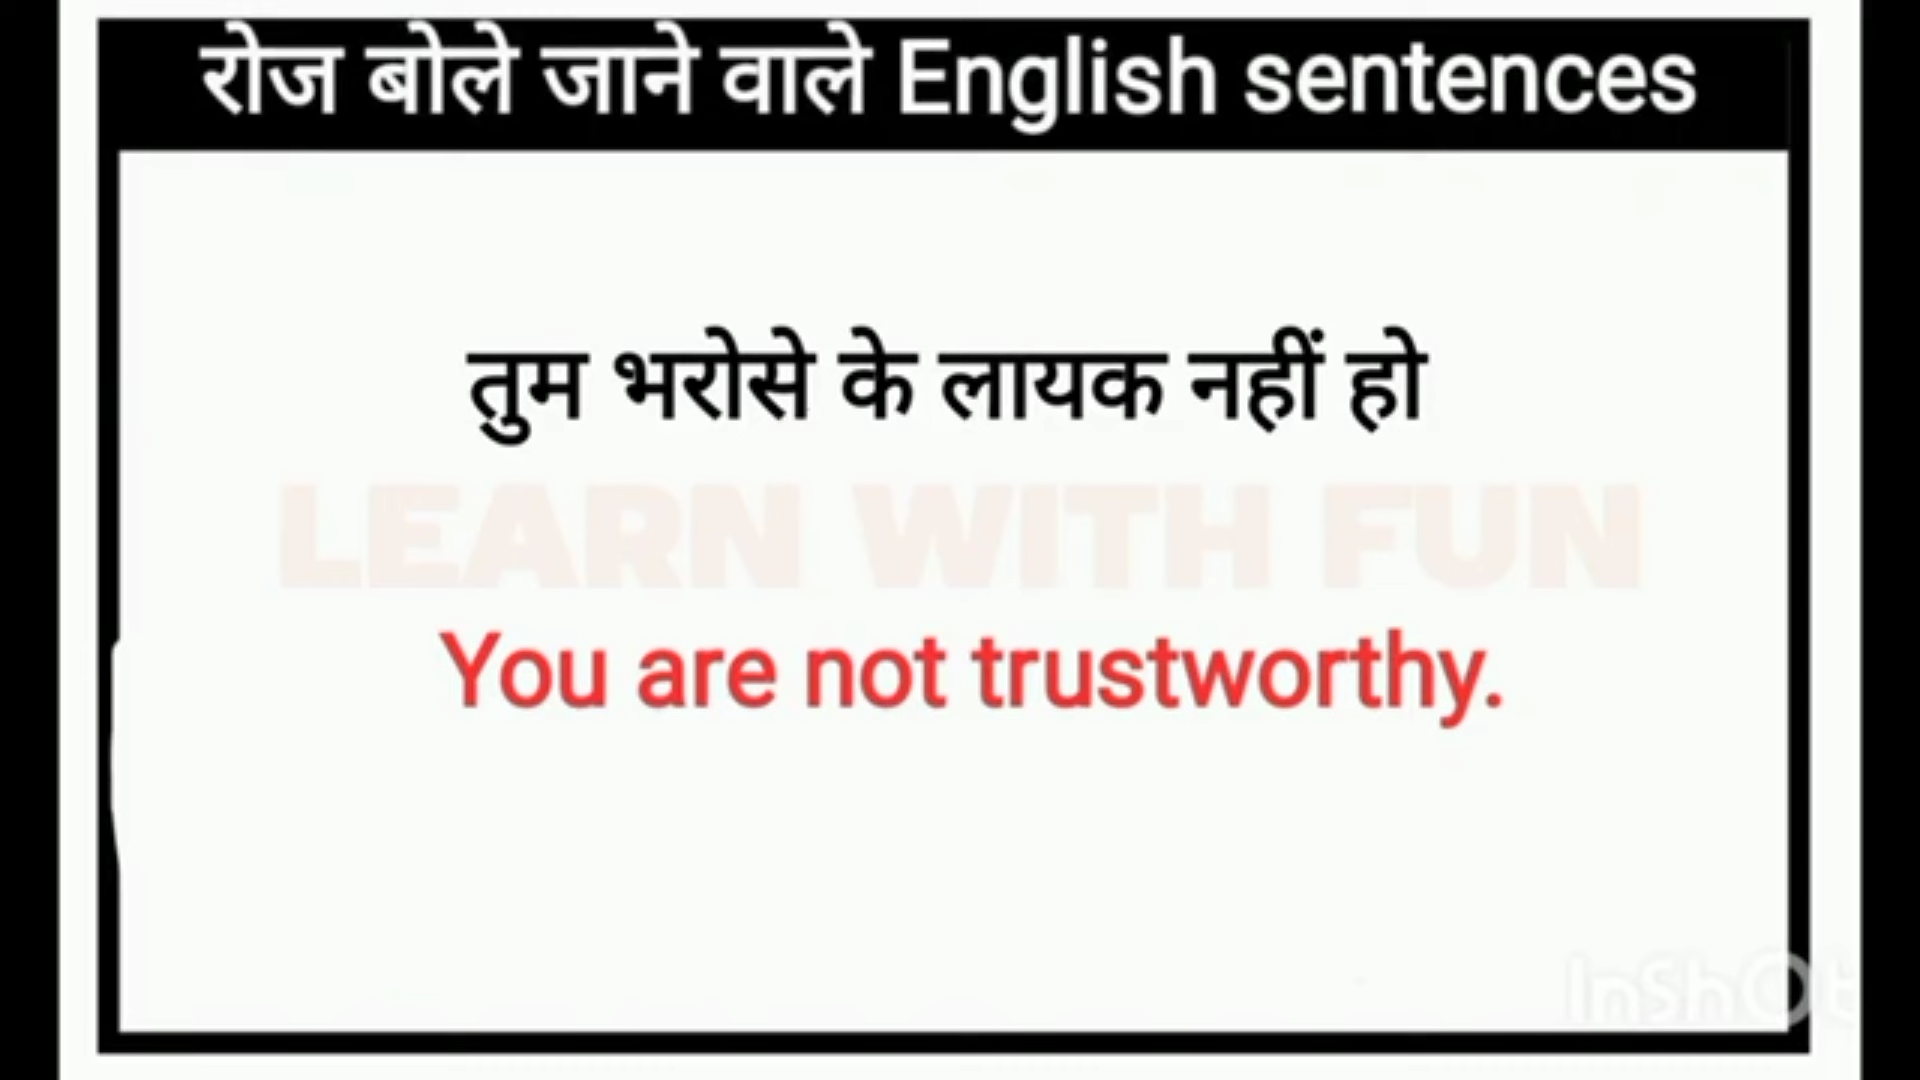 रोज बोले जाने वाले English sentences
तुम भरोसे के लायक नहीं हो
LEARN WITH FUN
You are not trustworthy.
InShOt